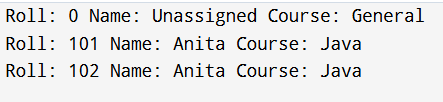 Roll: 0 Name: Unassigned Course: General
Roll: 101 Name: Anita Course: Java
Roll: 102 Name: Anita Course: Java